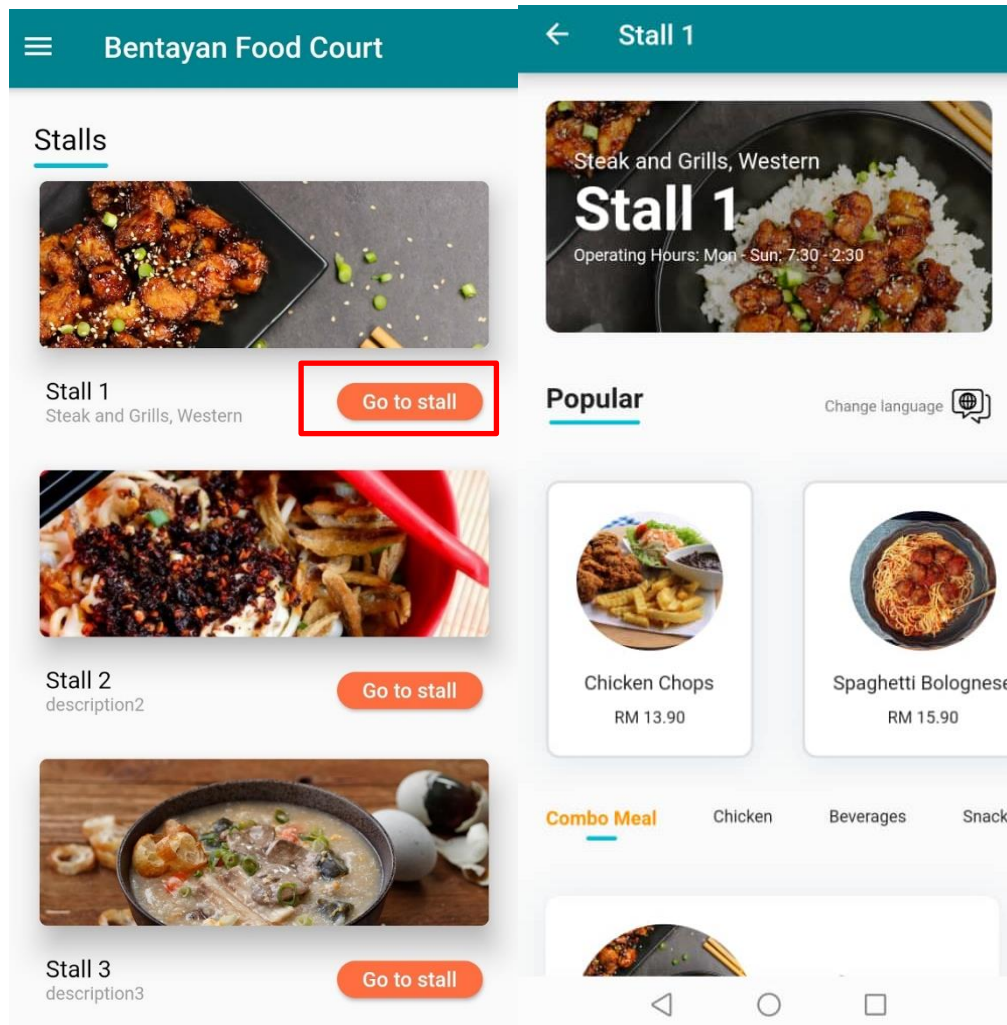 Bentayan Food Court
Stalls
Stall 1
Steak and Grills, Western
Go to stall
Stall 2
description2
Go to stall
Stall 3
description3
Go to stall
Stall 1
Steak and Grills, Western
Stall 1
Operating Hours: Mon - Sun: 7:30 - 2:30
Popular
Change language
Chicken Chops
RM 13.90
Spaghetti Bolognese
RM 15.90
Combo Meal Chicken Beverages Snack